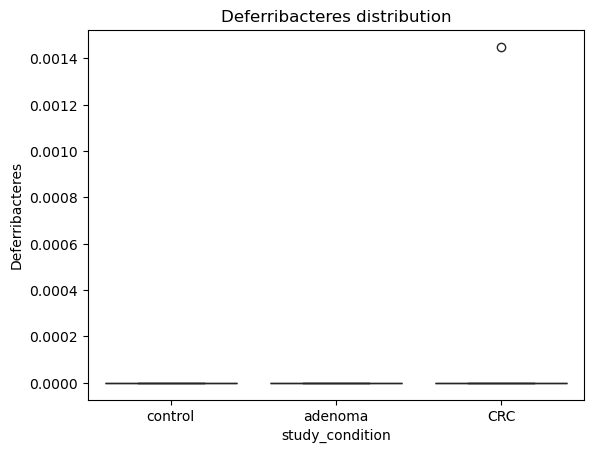 Deferribacteres distribution
0.0014
0.0012
0.0010
0.0008
0.0006
0.0004
0.0002
0.0000
Deferribacteres
control
adenoma
CRC
study_condition